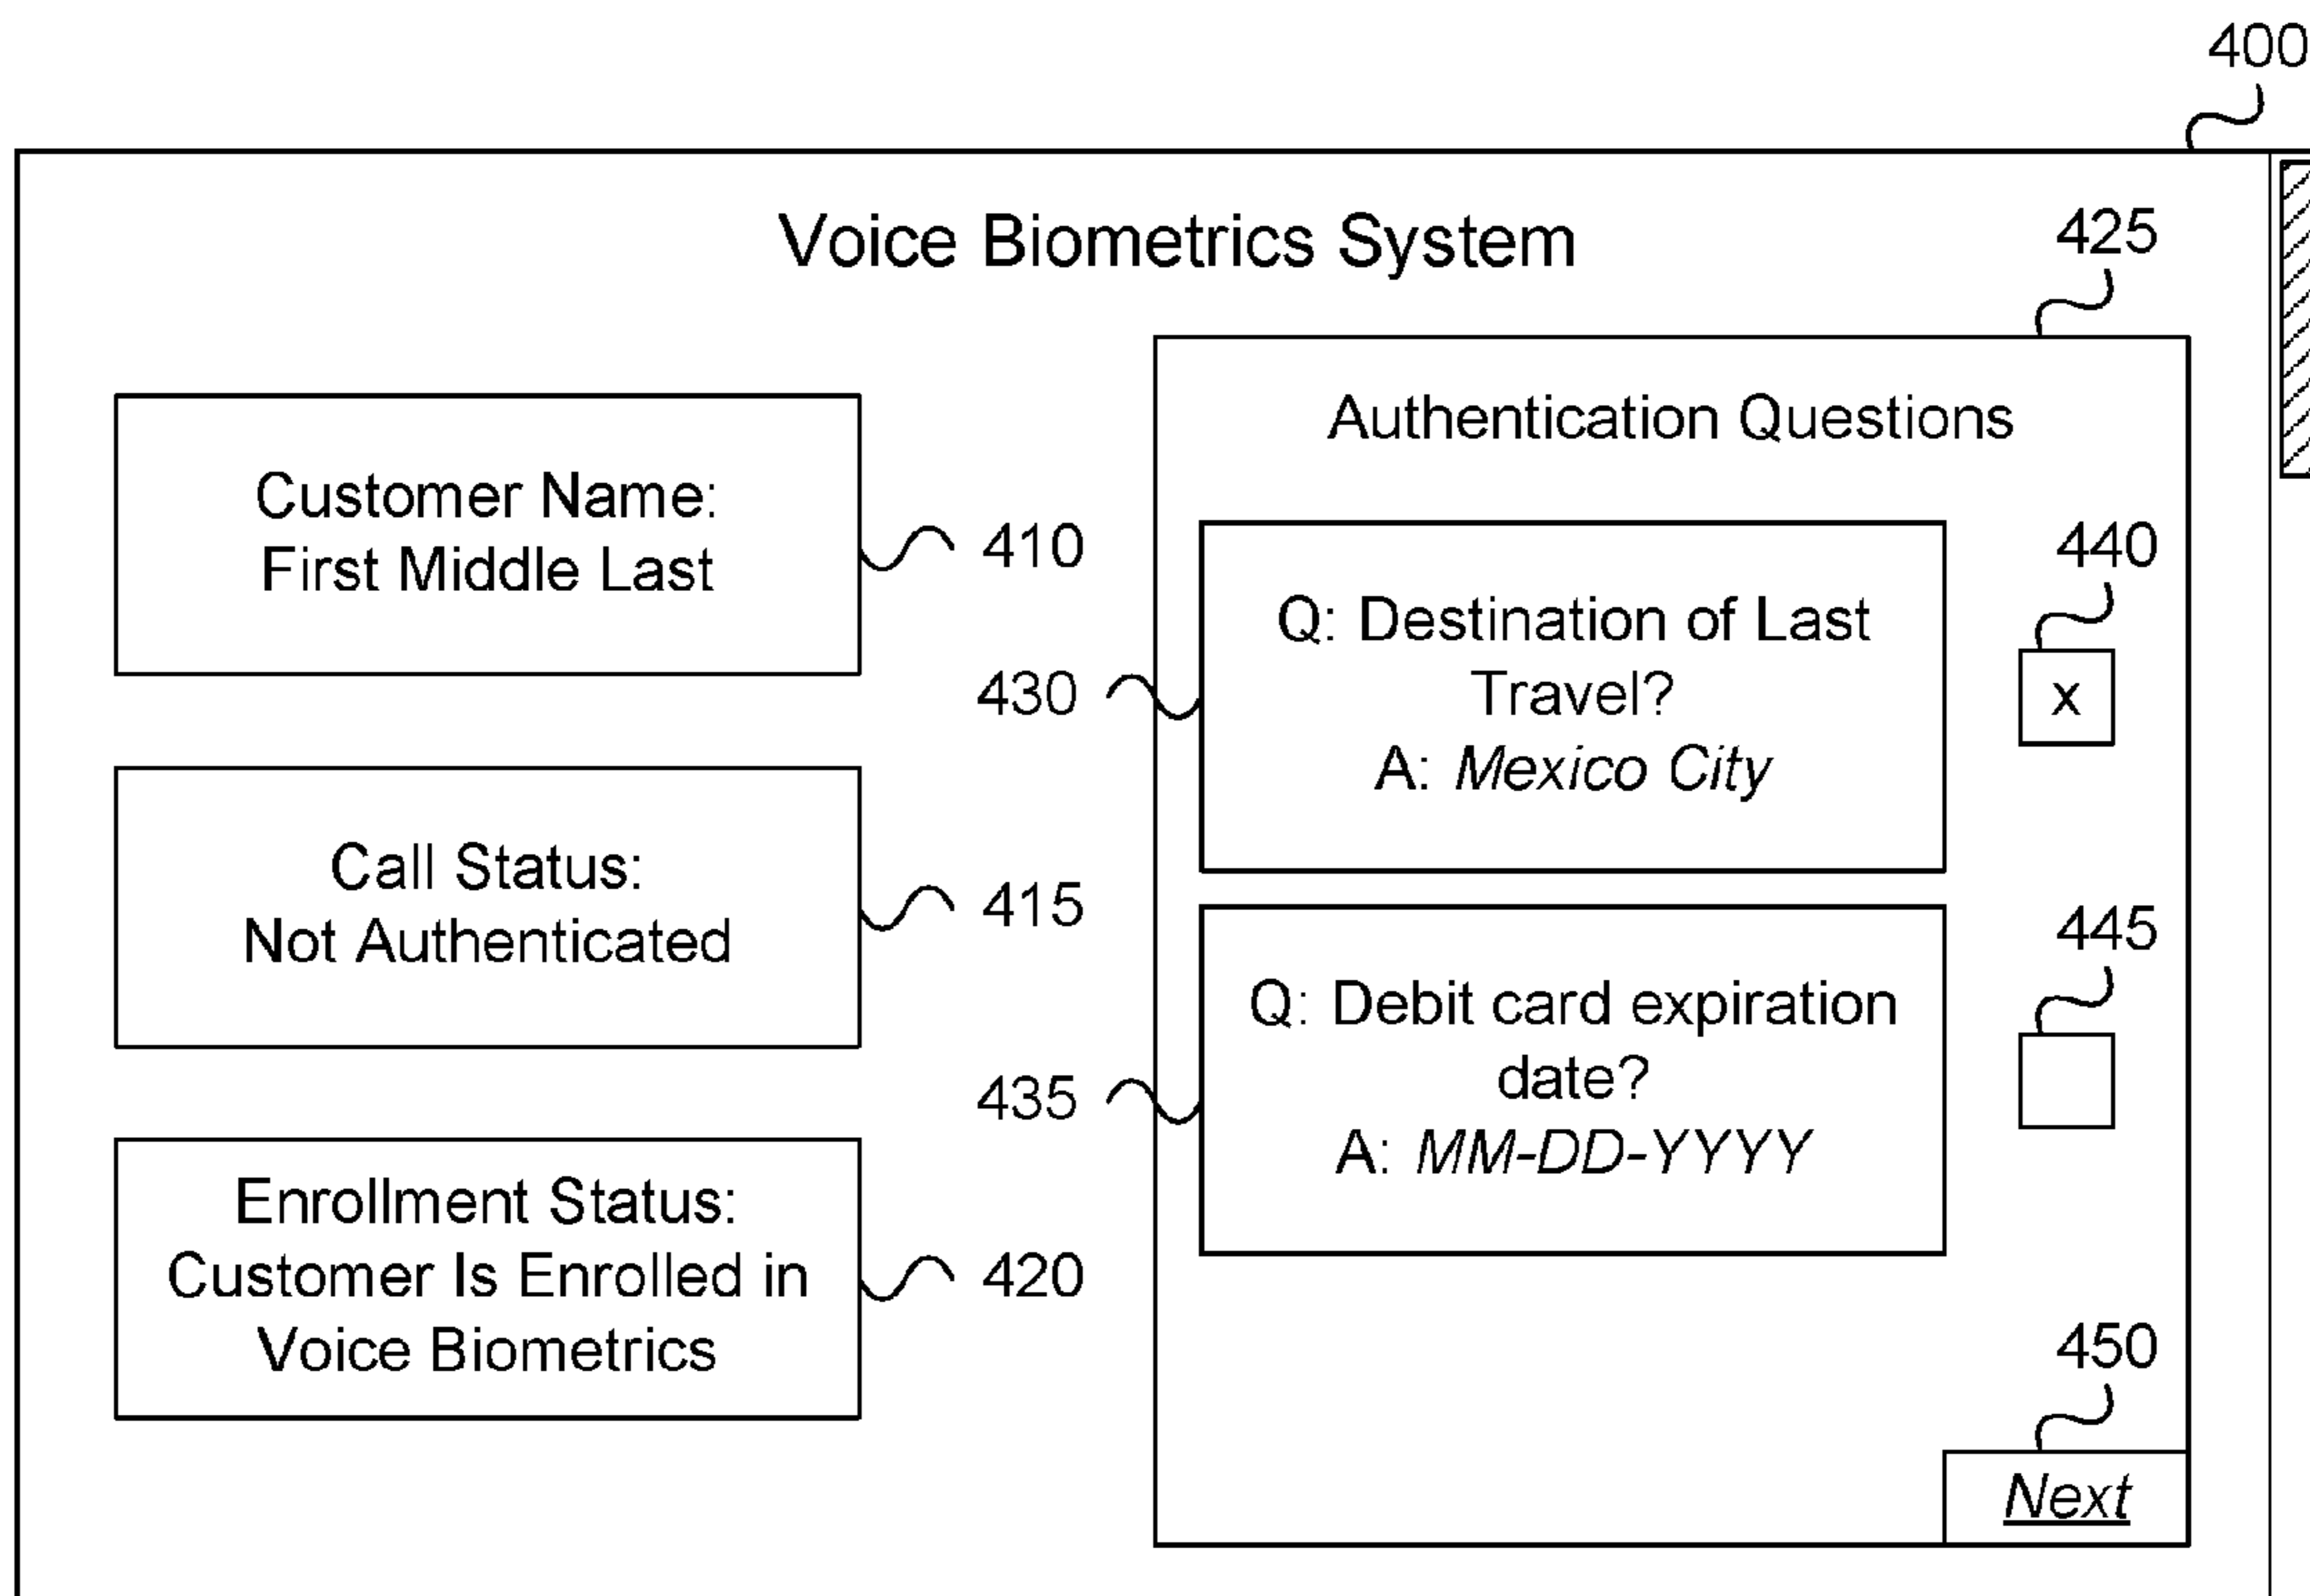 400
Voice Biometrics System
425
Customer Name:
First Middle Last
410
Call Status:
Not Authenticated
415
Enrollment Status:
Customer Is Enrolled in
Voice Biometrics
420
Authentication Questions
430
Q: Destination of Last
Travel?
A: Mexico City
440
x
435
Q: Debit card expiration
date?
A: MM-DD-YYYY
445
450
Next